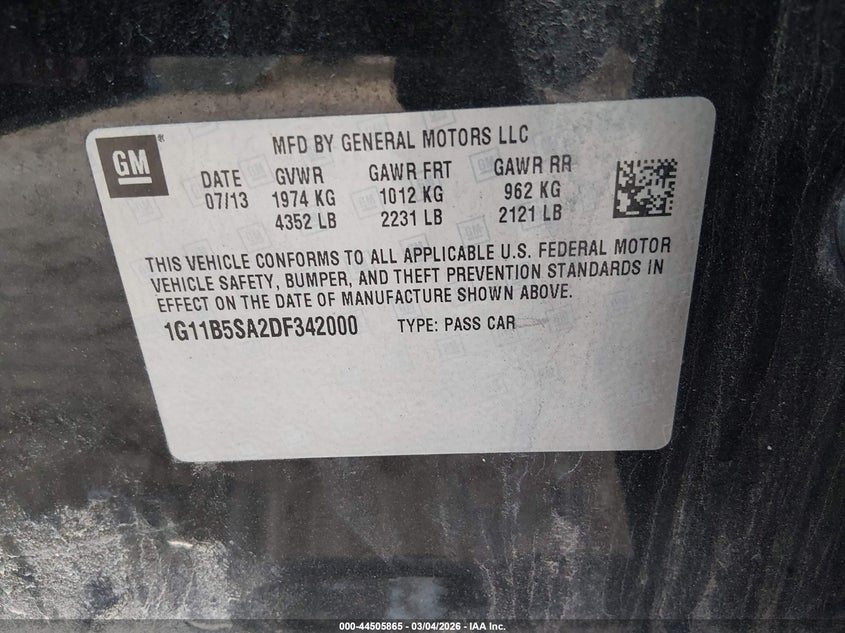 GM
MFD BY GENERAL MOTORS LLC
DATE GVWR GAWR FRT GAWR RR
07/13 1974 KG 1012 KG 962 KG
4352 LB 2231 LB 2121 LB
THIS VEHICLE CONFORMS TO ALL APPLICABLE U.S. FEDERAL MOTOR
VEHICLE SAFETY, BUMPER, AND THEFT PREVENTION STANDARDS IN
EFFECT ON THE DATE OF MANUFACTURE SHOWN ABOVE.
1G11B5SA2DF342000 TYPE: PASS CAR
000-44505865 | 03/04/2026 - IAA Inc.